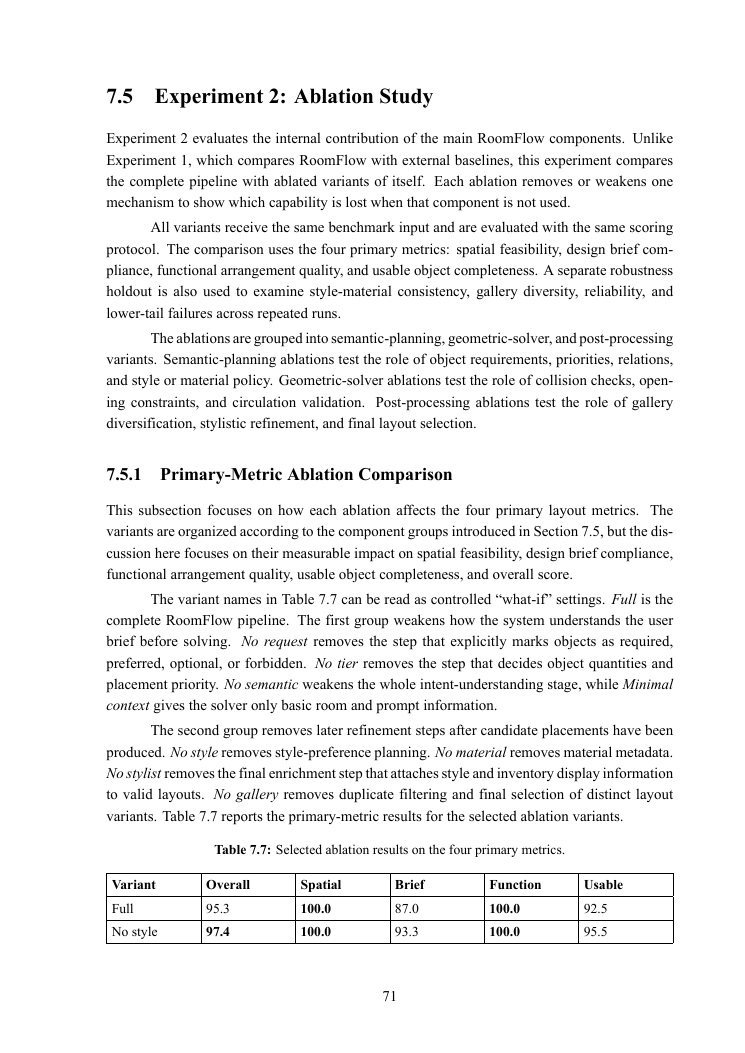 7.5 Experiment 2: Ablation Study
Experiment 2 evaluates the internal contribution of the main RoomFlow components. Unlike
Experiment 1, which compares RoomFlow with external baselines, this experiment compares
the complete pipeline with ablated variants of itself. Each ablation removes or weakens one
mechanism to show which capability is lost when that component is not used.
All variants receive the same benchmark input and are evaluated with the same scoring
protocol. The comparison uses the four primary metrics: spatial feasibility, design brief com-
pliance, functional arrangement quality, and usable object completeness. A separate robustness
holdout is also used to examine style-material consistency, gallery diversity, reliability, and
lower-tail failures across repeated runs.
The ablations are grouped into semantic-planning, geometric-solver, and post-processing
variants. Semantic-planning ablations test the role of object requirements, priorities, relations,
and style or material policy. Geometric-solver ablations test the role of collision checks, open-
ing constraints, and circulation validation. Post-processing ablations test the role of gallery
diversification, stylistic refinement, and final layout selection.
7.5.1 Primary-Metric Ablation Comparison
This subsection focuses on how each ablation affects the four primary layout metrics. The
variants are organized according to the component groups introduced in Section 7.5, but the dis-
cussion here focuses on their measurable impact on spatial feasibility, design brief compliance,
functional arrangement quality, usable object completeness, and overall score.
The variant names in Table 7.7 can be read as controlled “what-if” settings. Full is the
complete RoomFlow pipeline. The first group weakens how the system understands the user
brief before solving. No request removes the step that explicitly marks objects as required,
preferred, optional, or forbidden. No tier removes the step that decides object quantities and
placement priority. No semantic weakens the whole intent-understanding stage, while Minimal
context gives the solver only basic room and prompt information.
The second group removes later refinement steps after candidate placements have been
produced. No style removes style-preference planning. No material removes material metadata.
No stylist removes the final enrichment step that attaches style and inventory display information
to valid layouts. No gallery removes duplicate filtering and final selection of distinct layout
variants. Table 7.7 reports the primary-metric results for the selected ablation variants.
Table 7.7: Selected ablation results on the four primary metrics.
Variant Overall Spatial Brief Function Usable
Full 95.3 100.0 87.0 100.0 92.5
No style 97.4 100.0 93.3 100.0 95.5
71